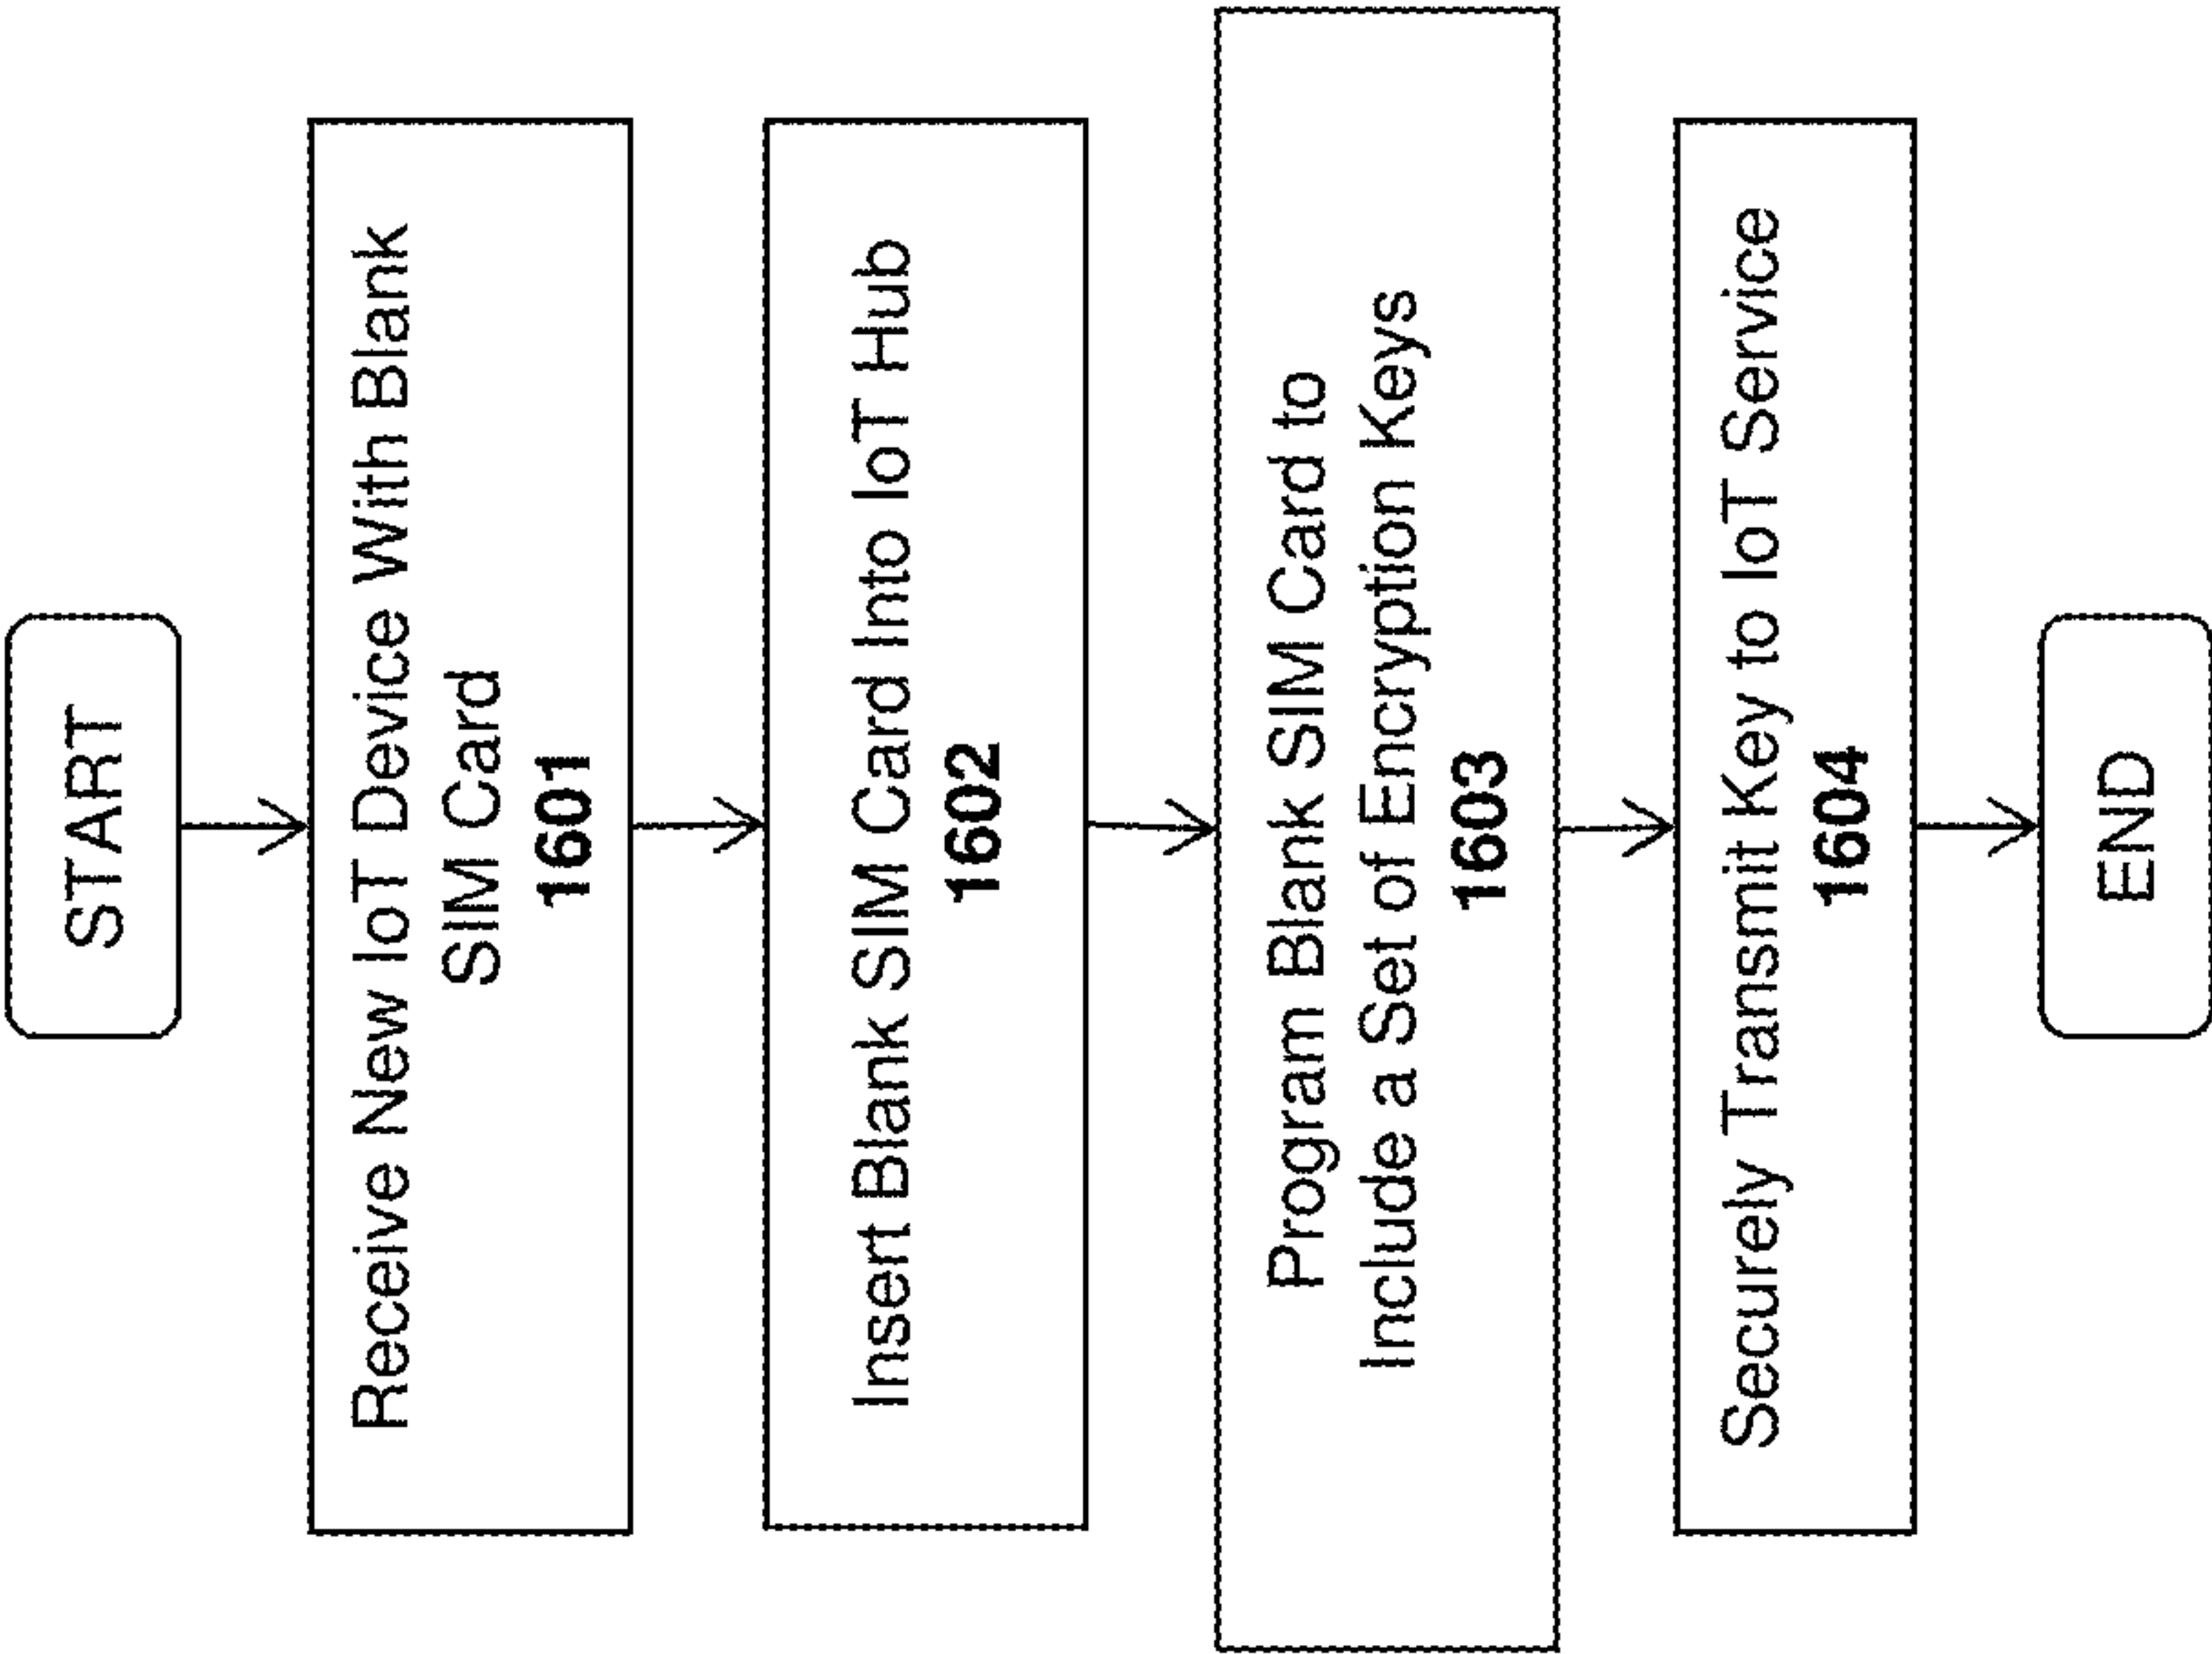 START
Receive New IoT Device With Blank
SIM Card
1601
Insert Blank SIM Card Into IoT Hub
1602
Program Blank SIM Card to
Include a Set of Encryption Keys
1603
Securely Transmit Key to IoT Service
1604
END